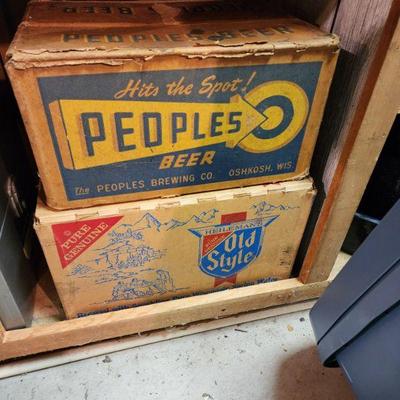 PEOPLES BEER
Hits the Spot!
PEOPLES
BEER
The PEOPLES BREWING CO. OSHKOSH, WIS
PURE
GENUINE
HEILEMAN'S
Old
Style